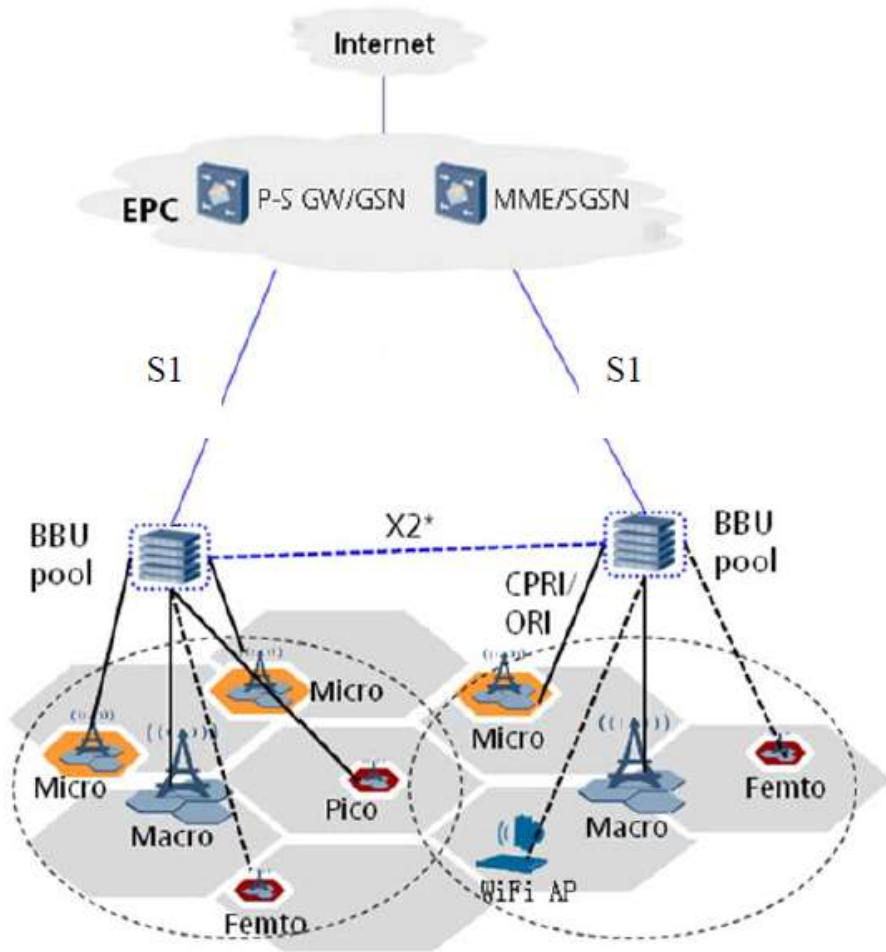 Internet
EPC
P-S GW/GSN
MME/SGSN
S1
S1
BBU
pool
X2*
BBU
pool
CPRI/
ORI
Micro
Micro
Micro
Macro
Pico
Macro
Femto
Femto
WiFi AP